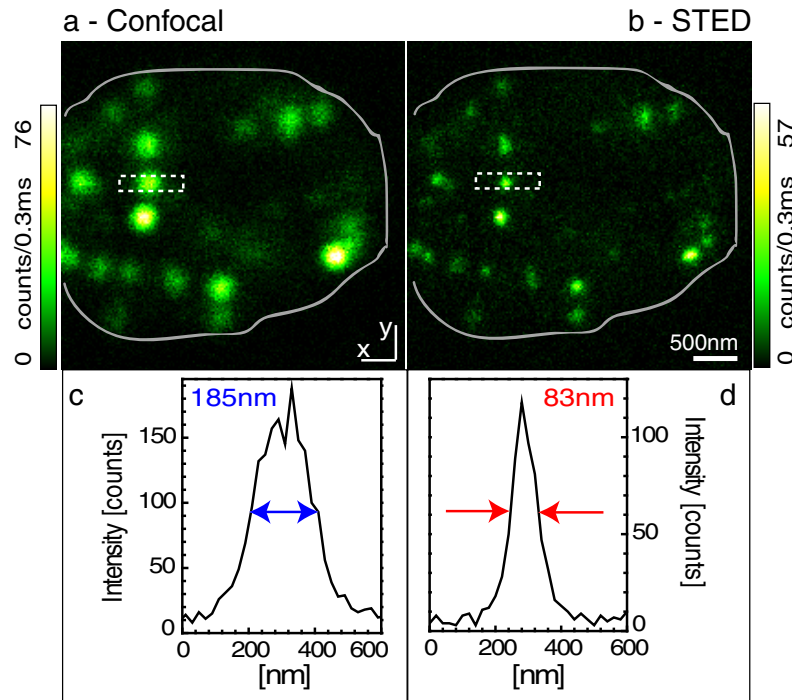 a - Confocal
b - STED
76
counts/0.3ms
0
57
counts/0.3ms
0
y
x
500nm
c
185nm
83nm
d
Intensity [counts]
150
100
50
0
100
50
0
Intensity [counts]
0 200 400 600
[nm]
0 200 400 600
[nm]